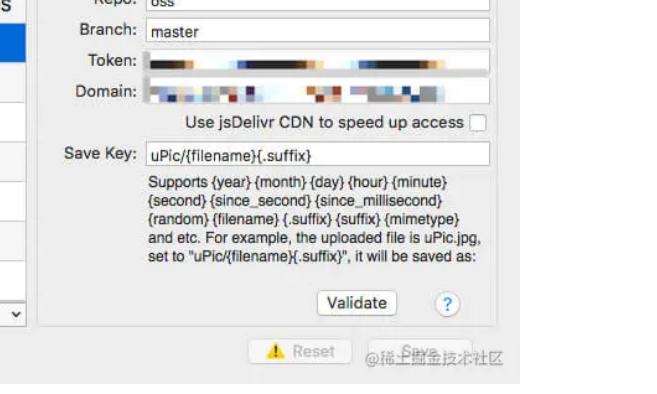 Repo: oss
Branch: master
Token:
Domain:
Use jsDelivr CDN to speed up access
Save Key: uPic/{filename}{.suffix}
Supports {year} {month} {day} {hour} {minute}
{second} {since_second} {since_millisecond}
{random} {filename} {.suffix} {suffix} {mimetype}
and etc. For example, the uploaded file is uPic.jpg,
set to "uPic/{filename}{.suffix}", it will be saved as:
Validate ?
Reset Save
@稀土掘金技术社区